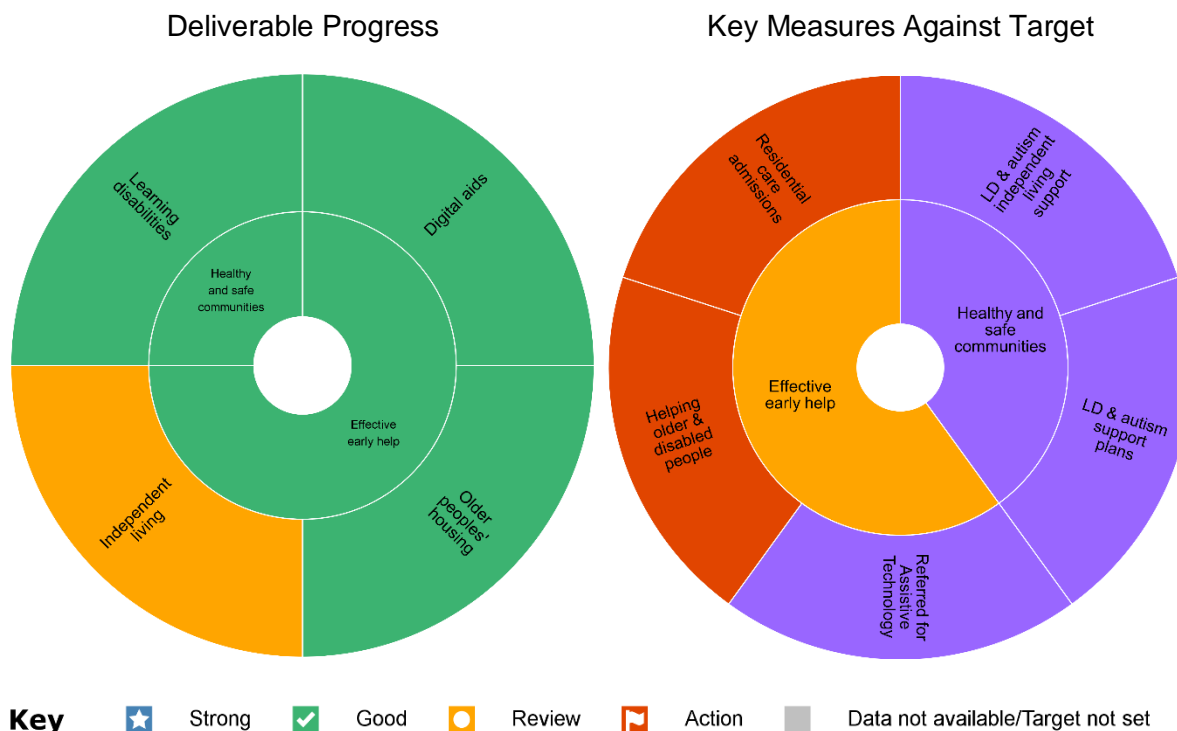 Deliverable Progress
Learning
disabilities
Digital aids
Healthy
and safe
communities
Effective
early help
Independent
living
Older
peoples'
housing
Key Measures Against Target
Residential
care
admissions
LD & autism
independent
living
support
Healthy and
safe
communities
Effective
early help
Helping
older &
disabled
people
LD & autism
support
plans
Referred for
Assistive
Technology
Key Strong Good Review Action Data not available/Target not set